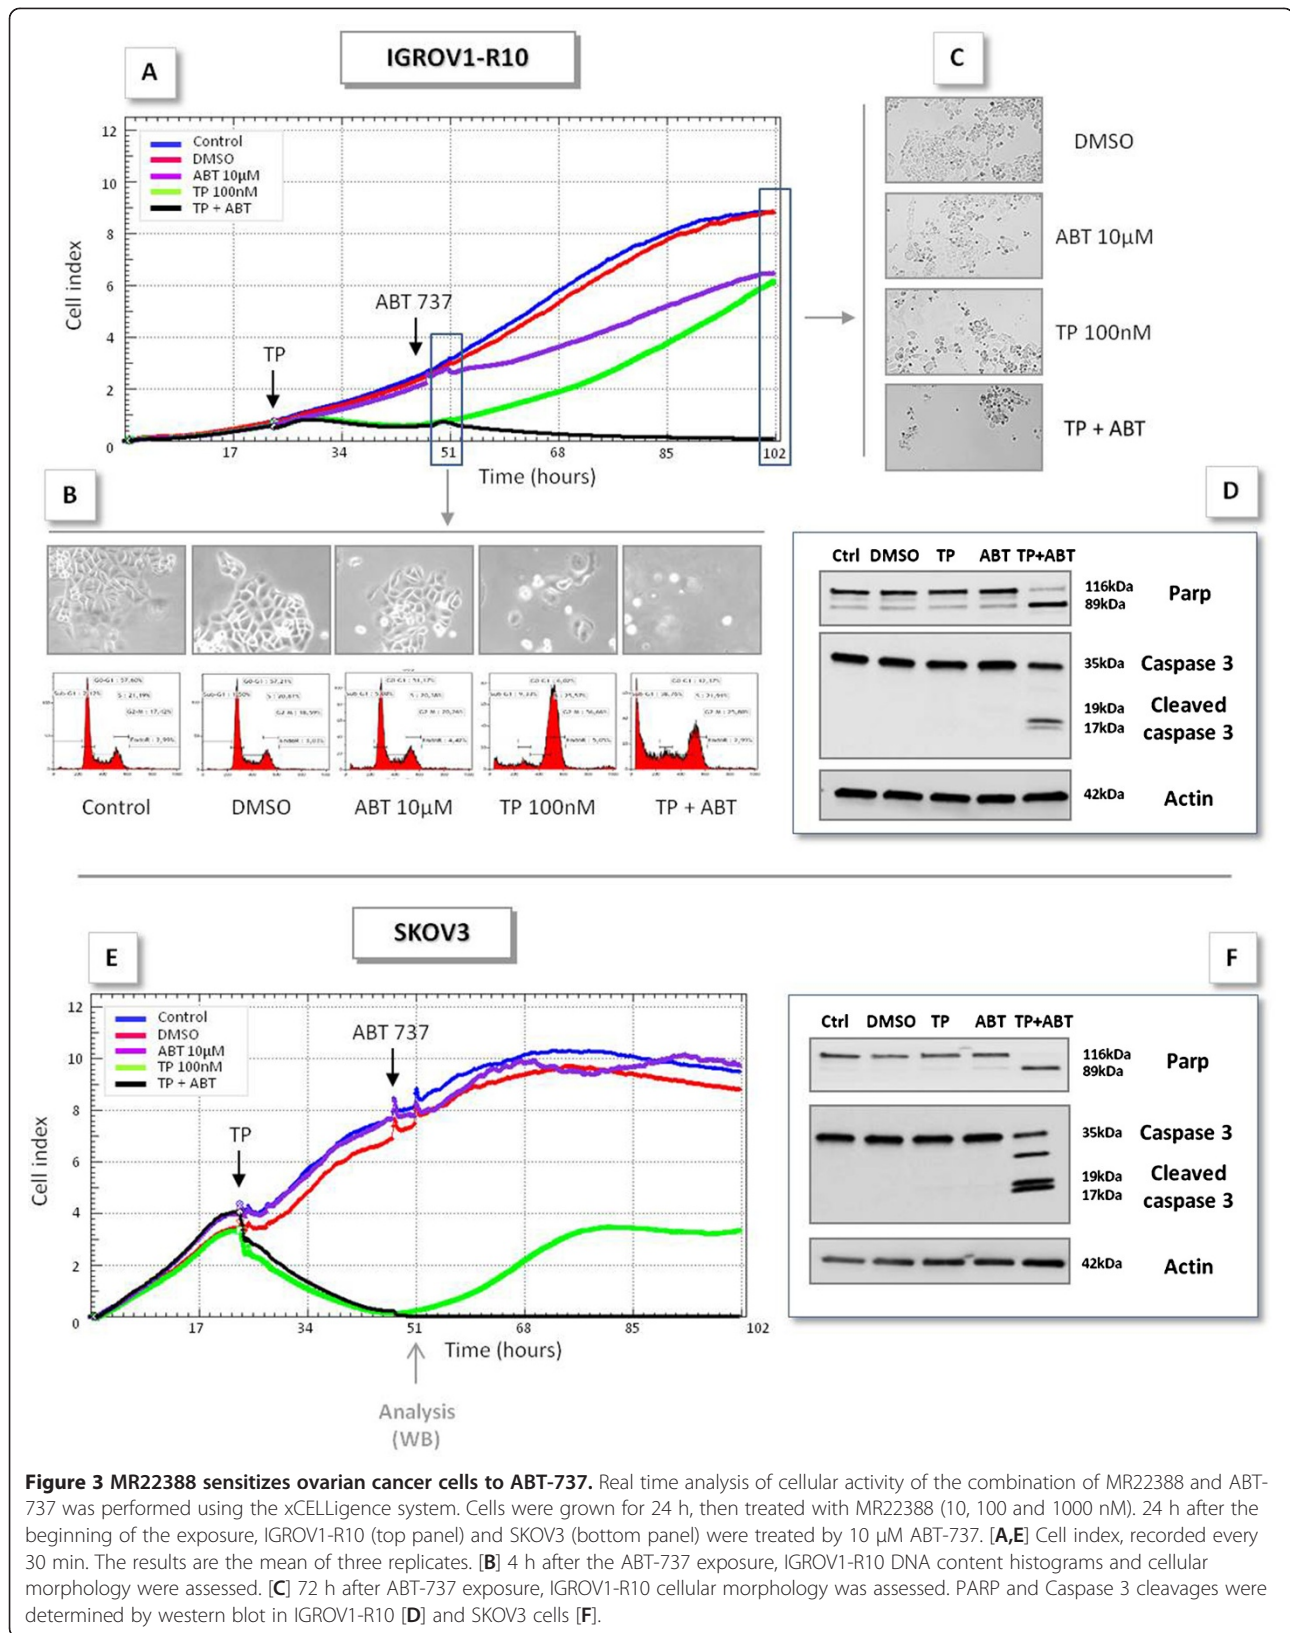 IGROV1-R10
A
C
12
10
8
6
4
2
0
Cell index
Control
DMSO
ABT 10µM
TP 100nM
TP + ABT
TP
ABT 737
17
34
51
68
85
102
Time (hours)
DMSO
ABT 10µM
TP 100nM
TP + ABT
B
Control
DMSO
ABT 10µM
TP 100nM
TP + ABT
D
Ctrl DMSO TP ABT TP+ABT
116kDa
89kDa
Parp
35kDa
Caspase 3
19kDa
17kDa
Cleaved
caspase 3
42kDa
Actin
SKOV3
E
12
10
8
6
4
2
0
Cell index
Control
DMSO
ABT 10µM
TP 100nM
TP + ABT
TP
ABT 737
17
34
51
68
85
102
Time (hours)
Analysis
(WB)
F
Ctrl DMSO TP ABT TP+ABT
116kDa
89kDa
Parp
35kDa
Caspase 3
19kDa
17kDa
Cleaved
caspase 3
42kDa
Actin
Figure 3 MR22388 sensitizes ovarian cancer cells to ABT-737. Real time analysis of cellular activity of the combination of MR22388 and ABT-
737 was performed using the xCELLigence system. Cells were grown for 24 h, then treated with MR22388 (10, 100 and 1000 nM). 24 h after the
beginning of the exposure, IGROV1-R10 (top panel) and SKOV3 (bottom panel) were treated by 10 µM ABT-737. [A,E] Cell index, recorded every
30 min. The results are the mean of three replicates. [B] 4 h after the ABT-737 exposure, IGROV1-R10 DNA content histograms and cellular
morphology were assessed. [C] 72 h after ABT-737 exposure, IGROV1-R10 cellular morphology was assessed. PARP and Caspase 3 cleavages were
determined by western blot in IGROV1-R10 [D] and SKOV3 cells [F].